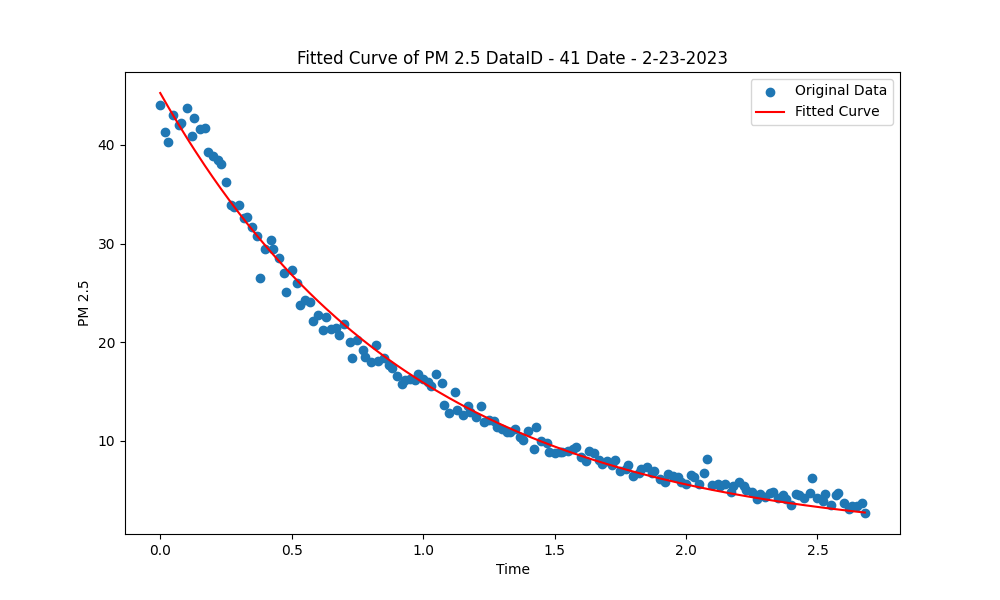 Fitted Curve of PM 2.5 DataID - 41 Date - 2-23-2023
Original Data
Fitted Curve
40
30
20
10
PM 2.5
0.0 0.5 1.0 1.5 2.0 2.5
Time